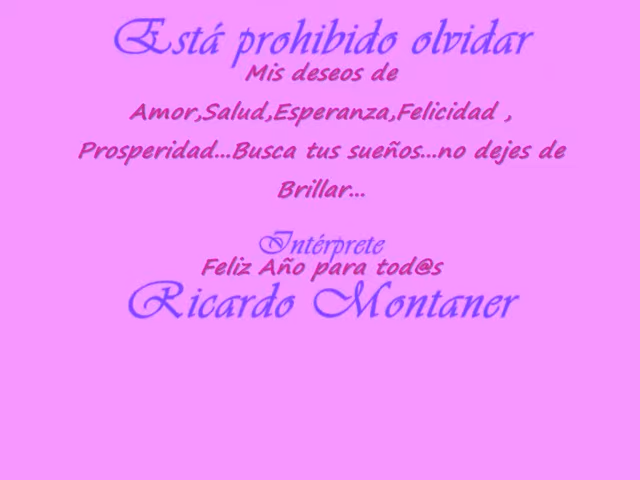 Está prohibido olvidar
Mis deseos de
Amor,Salud,Esperanza,Felicidad ,
Prosperidad...Busca tus sueños...no dejes de
Brillar...
Intérprete
Feliz Año para tod@s
Ricardo Montaner